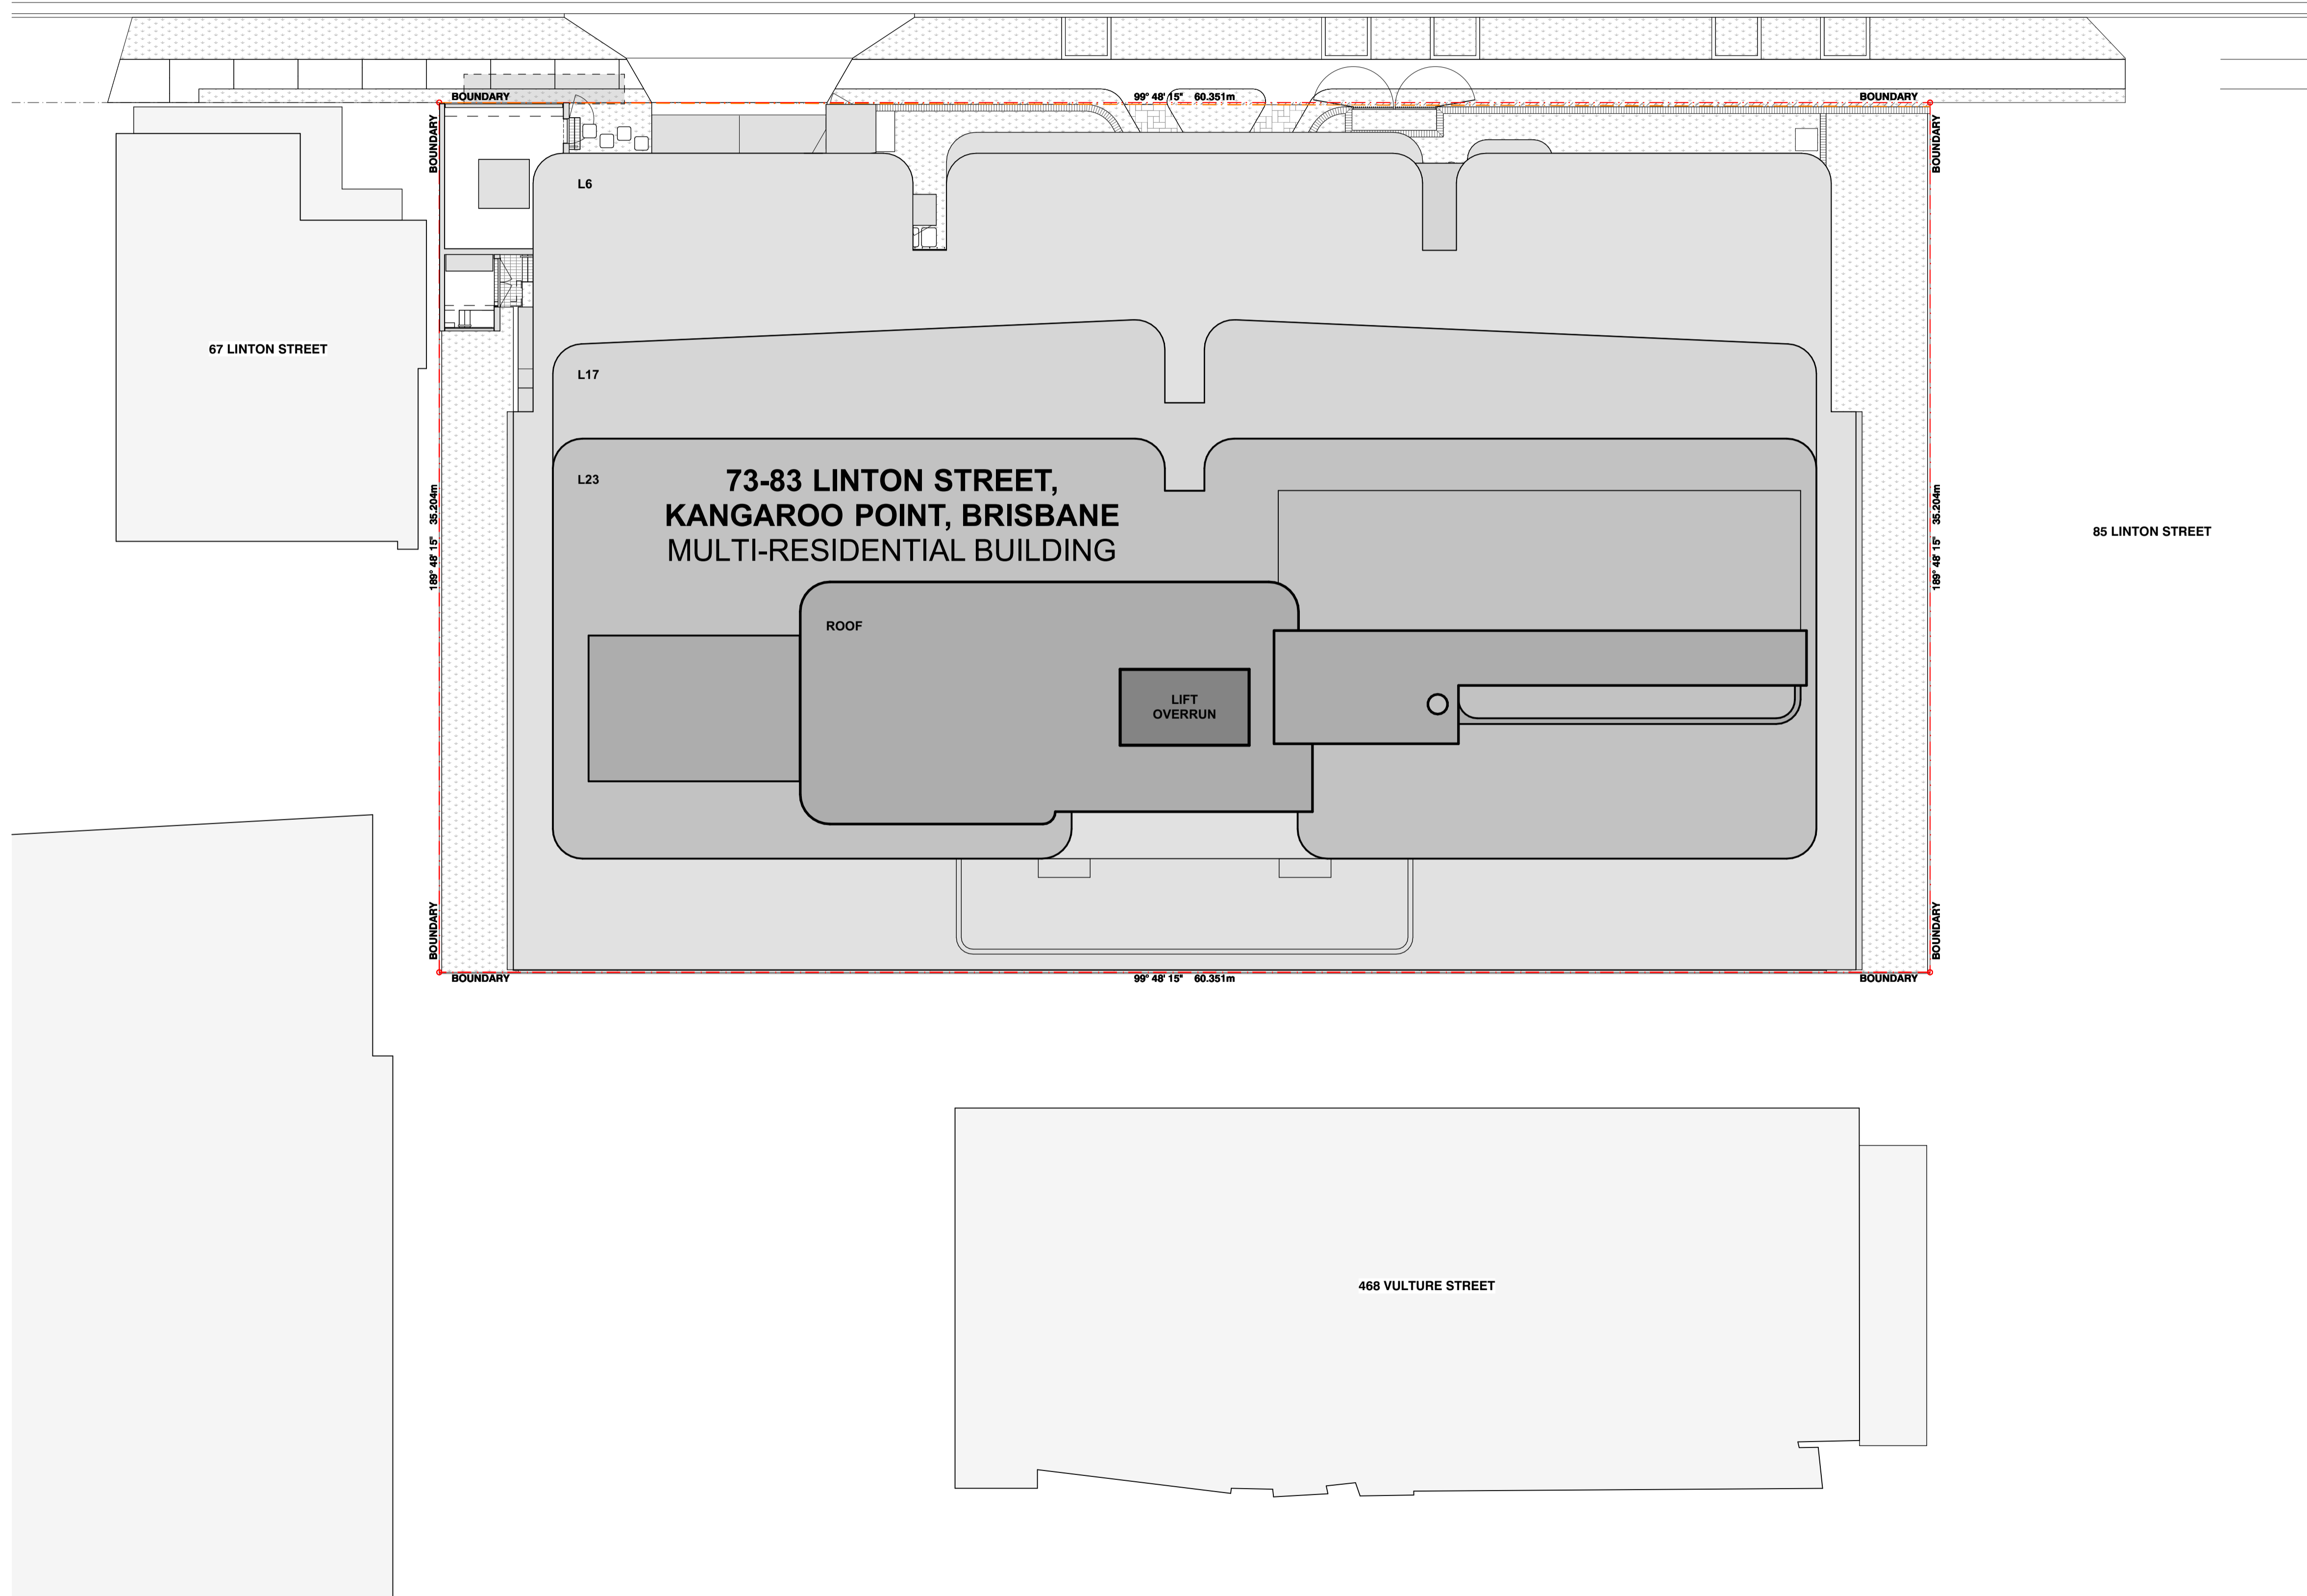 BOUNDARY
99° 48' 15" 60.351m
BOUNDARY
BOUNDARY
BOUNDARY
L6
67 LINTON STREET
L17
L23
73-83 LINTON STREET,
KANGAROO POINT, BRISBANE
MULTI-RESIDENTIAL BUILDING
189° 48' 15" 35.204m
189° 48' 15" 35.204m
85 LINTON STREET
ROOF
LIFT
OVERRUN
BOUNDARY
BOUNDARY
BOUNDARY
99° 48' 15" 60.351m
BOUNDARY
468 VULTURE STREET